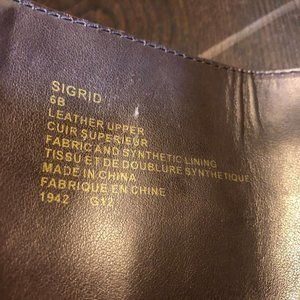 SIGRID
6B
LEATHER UPPER
CUIR SUPERIEUR
FABRIC AND SYNTHETIC LINING
TISSU ET DE DOUBLURE SYNTHETIQUE
MADE IN CHINA
FABRIQUE EN CHINE
1942 G12